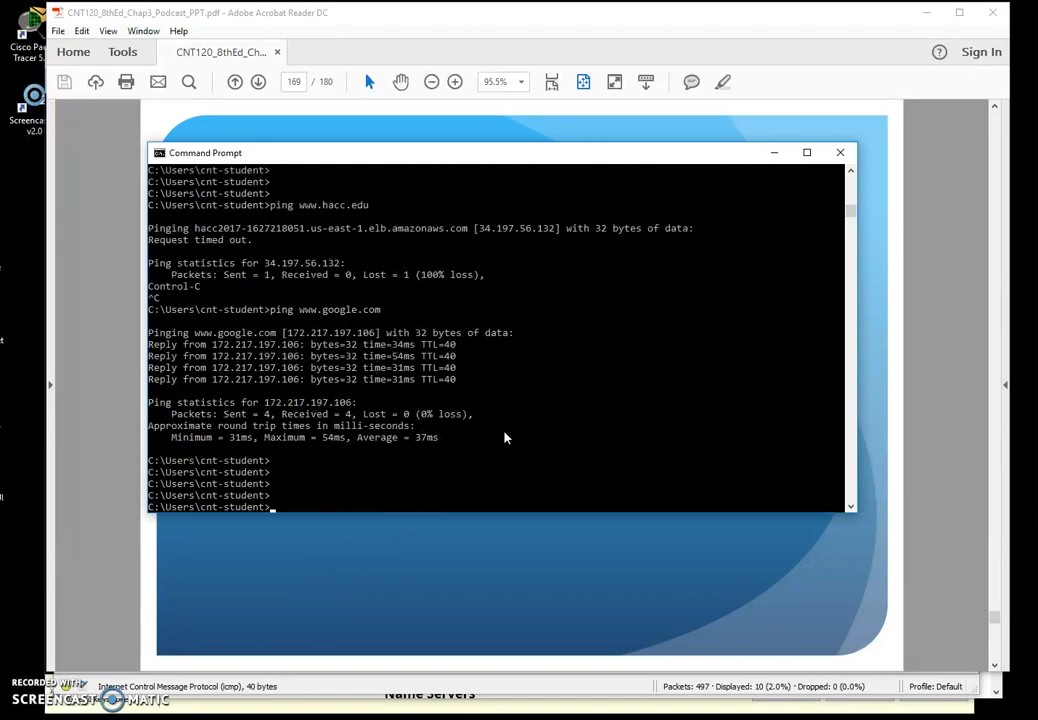 CNT120_8thEd_Chap3_Podcast_PPT.pdf - Adobe Acrobat Reader DC
File Edit View Window Help
Home Tools CNT120_8thEd_Ch... × Sign In
169 / 180 95.5%
Cisco Pa
Tracer 5.
Screenca
v2.0
Command Prompt
C:\Users\cnt-student>
C:\Users\cnt-student>
C:\Users\cnt-student>
C:\Users\cnt-student>ping www.hacc.edu
Pinging hacc2017-1627218051.us-east-1.elb.amazonaws.com [34.197.56.132] with 32 bytes of data:
Request timed out.
Ping statistics for 34.197.56.132:
Packets: Sent = 1, Received = 0, Lost = 1 (100% loss),
Control-C
^C
C:\Users\cnt-student>ping www.google.com
Pinging www.google.com [172.217.197.106] with 32 bytes of data:
Reply from 172.217.197.106: bytes=32 time=34ms TTL=40
Reply from 172.217.197.106: bytes=32 time=54ms TTL=40
Reply from 172.217.197.106: bytes=32 time=31ms TTL=40
Reply from 172.217.197.106: bytes=32 time=31ms TTL=40
Ping statistics for 172.217.197.106:
Packets: Sent = 4, Received = 4, Lost = 0 (0% loss),
Approximate round trip times in milli-seconds:
Minimum = 31ms, Maximum = 54ms, Average = 37ms
C:\Users\cnt-student>
C:\Users\cnt-student>
C:\Users\cnt-student>
C:\Users\cnt-student>
C:\Users\cnt-student>
Internet Control Message Protocol (icmp), 40 bytes Packets: 497 · Displayed: 10 (2.0%) · Dropped: 0 (0.0%) Profile: Default
Name Servers
RECORDED WITH
SCREENCAST-O-MATIC